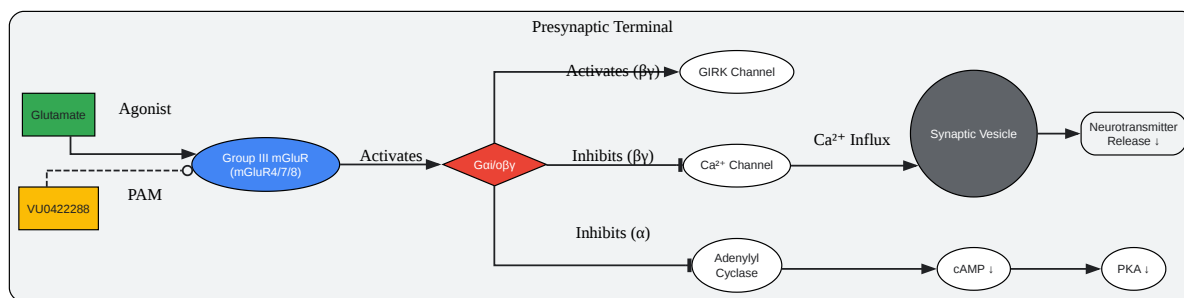 Presynaptic Terminal
Glutamate
Agonist
VU0422288
PAM
Group III mGluR
(mGluR4/7/8)
Activates
Gαi/oβγ
Activates (βγ)
GIRK Channel
Inhibits (βγ)
Ca²⁺ Channel
Ca²⁺ Influx
Synaptic Vesicle
Neurotransmitter
Release ↓
Inhibits (α)
Adenylyl
Cyclase
cAMP ↓
PKA ↓